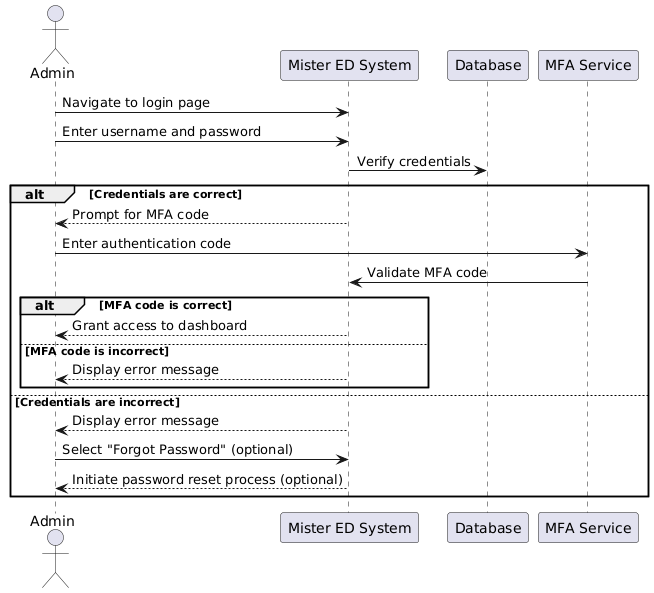 Admin
Mister ED System
Database
MFA Service
Navigate to login page
Enter username and password
Verify credentials
alt [Credentials are correct]
Prompt for MFA code
Enter authentication code
Validate MFA code
alt [MFA code is correct]
Grant access to dashboard
[MFA code is incorrect]
Display error message
[Credentials are incorrect]
Display error message
Select "Forgot Password" (optional)
Initiate password reset process (optional)
Admin
Mister ED System
Database
MFA Service